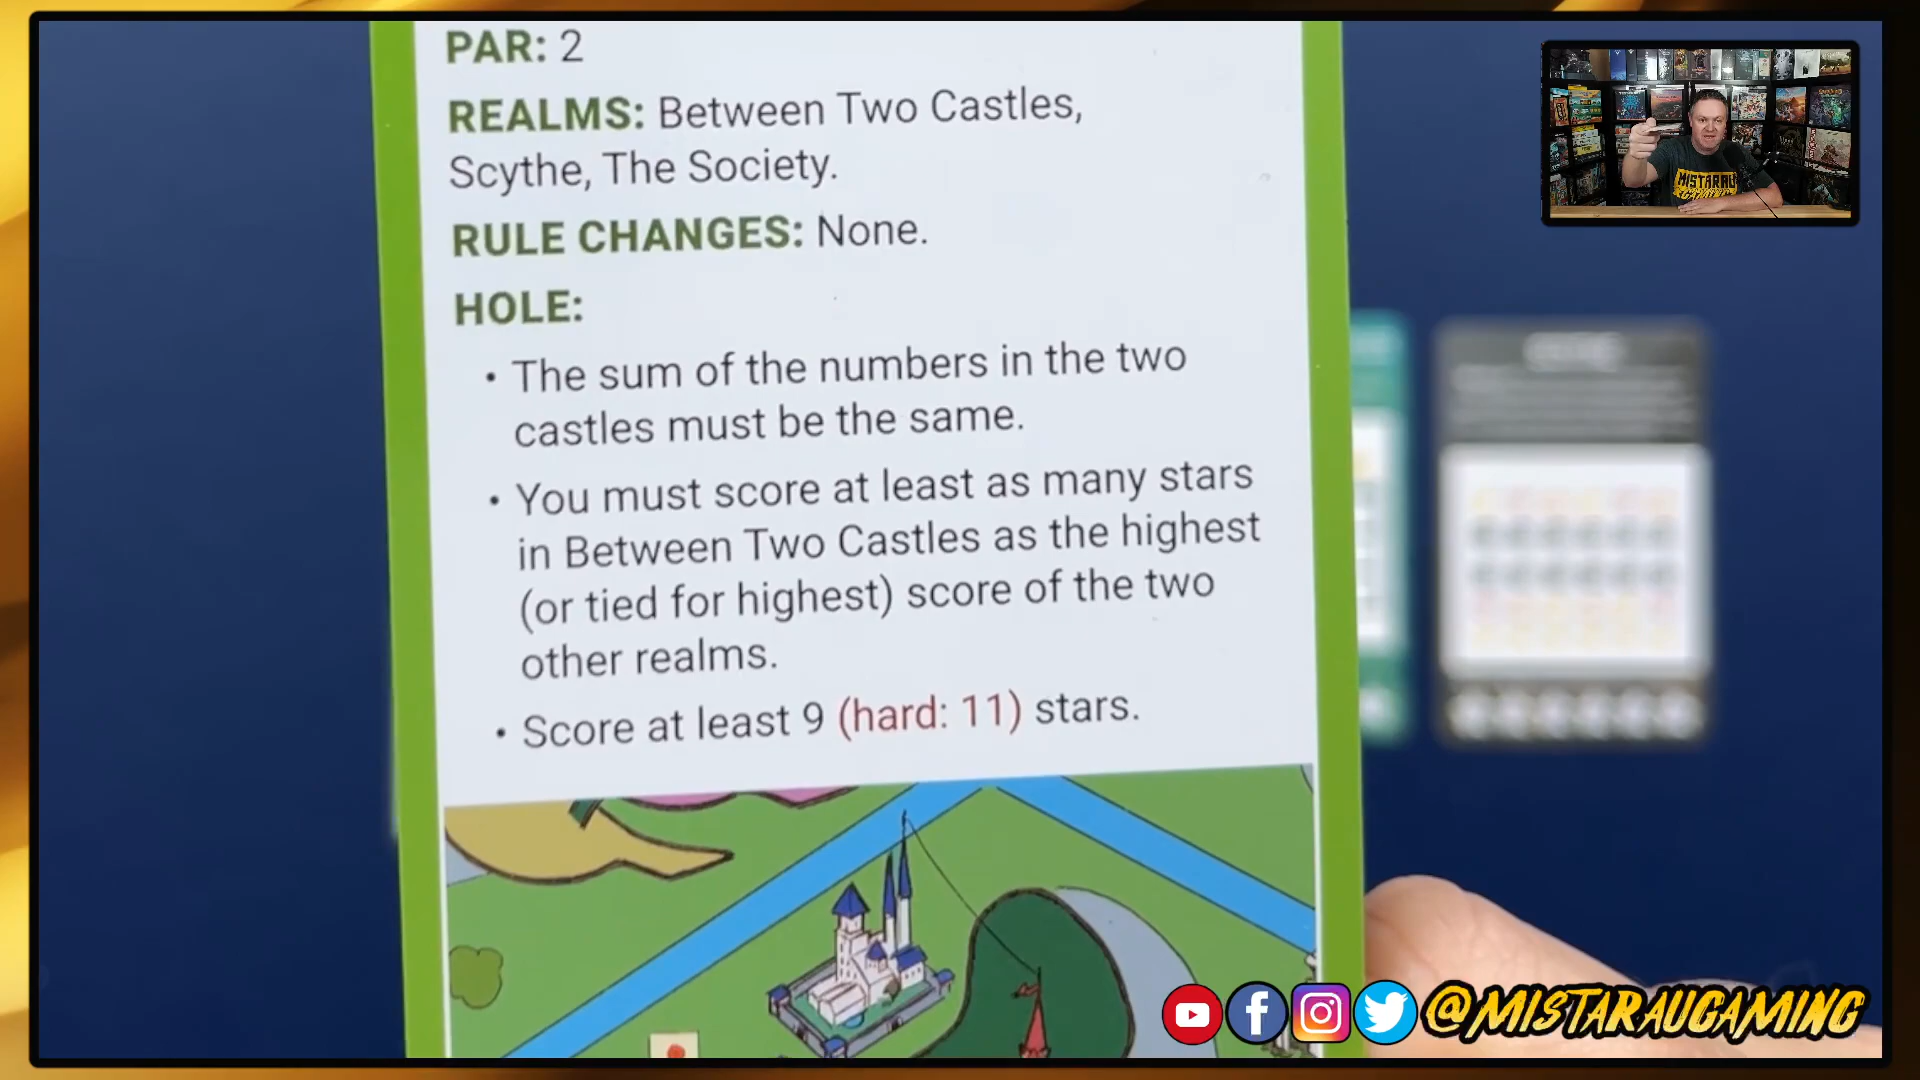 PAR: 2
REALMS: Between Two Castles,
Scythe, The Society.
RULE CHANGES: None.
HOLE:
• The sum of the numbers in the two
castles must be the same.
• You must score at least as many stars
in Between Two Castles as the highest
(or tied for highest) score of the two
other realms.
• Score at least 9 (hard: 11) stars.
MISTARAU
GAMING
@MISTARAUGAMING